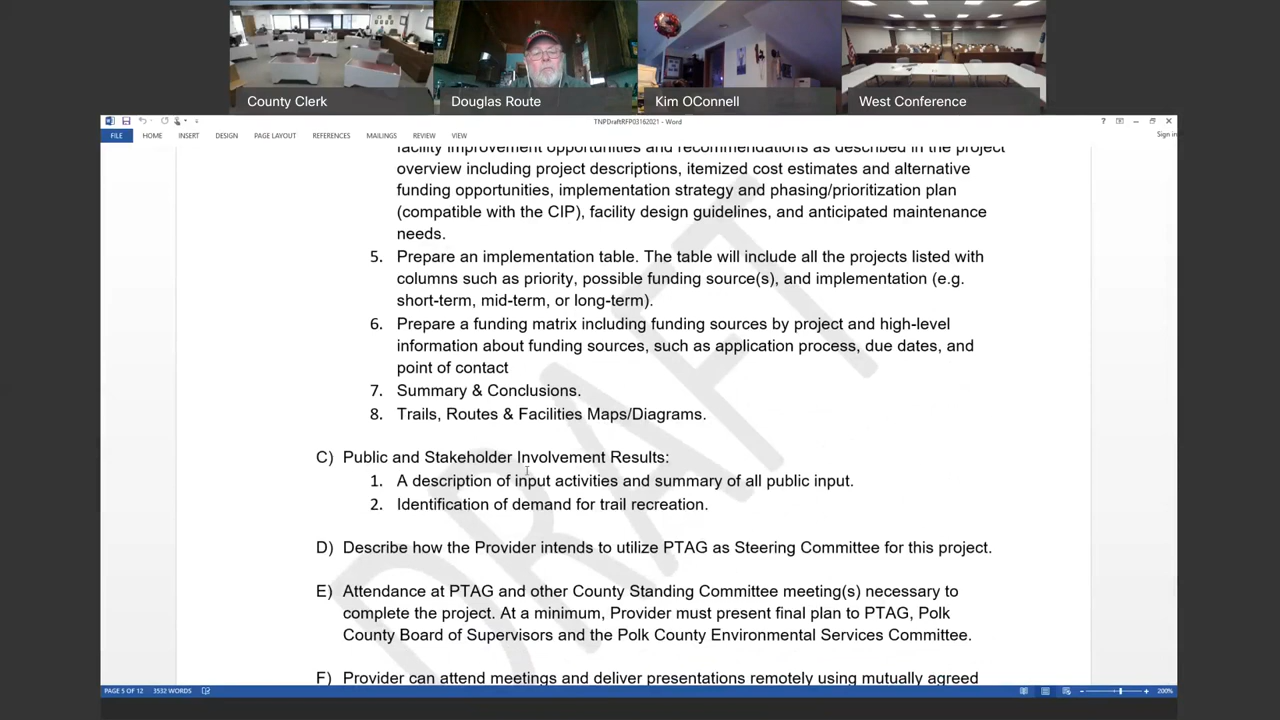 County Clerk
Douglas Route
Kim OConnell
West Conference
TNPDraftRFP03162021 - Word
Sign in
FILE HOME INSERT DESIGN PAGE LAYOUT REFERENCES MAILINGS REVIEW VIEW
facility improvement opportunities and recommendations as described in the project
overview including project descriptions, itemized cost estimates and alternative
funding opportunities, implementation strategy and phasing/prioritization plan
(compatible with the CIP), facility design guidelines, and anticipated maintenance
needs.
5. Prepare an implementation table. The table will include all the projects listed with
columns such as priority, possible funding source(s), and implementation (e.g.
short-term, mid-term, or long-term).
6. Prepare a funding matrix including funding sources by project and high-level
information about funding sources, such as application process, due dates, and
point of contact
7. Summary & Conclusions.
8. Trails, Routes & Facilities Maps/Diagrams.
C) Public and Stakeholder Involvement Results:
1. A description of input activities and summary of all public input.
2. Identification of demand for trail recreation.
D) Describe how the Provider intends to utilize PTAG as Steering Committee for this project.
E) Attendance at PTAG and other County Standing Committee meeting(s) necessary to
complete the project. At a minimum, Provider must present final plan to PTAG, Polk
County Board of Supervisors and the Polk County Environmental Services Committee.
F) Provider can attend meetings and deliver presentations remotely using mutually agreed
DRAFT
PAGE 5 OF 12 3532 WORDS
200%